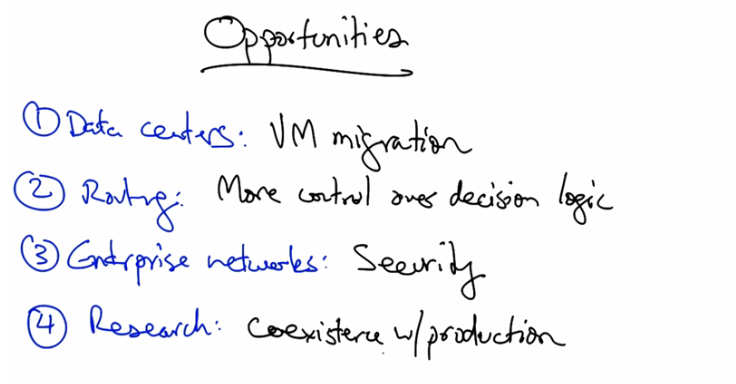 Opportunities
① Data centers: VM migration
② Routing: More control over decision logic
③ Enterprise networks: Security
④ Research: Coexistence w/production